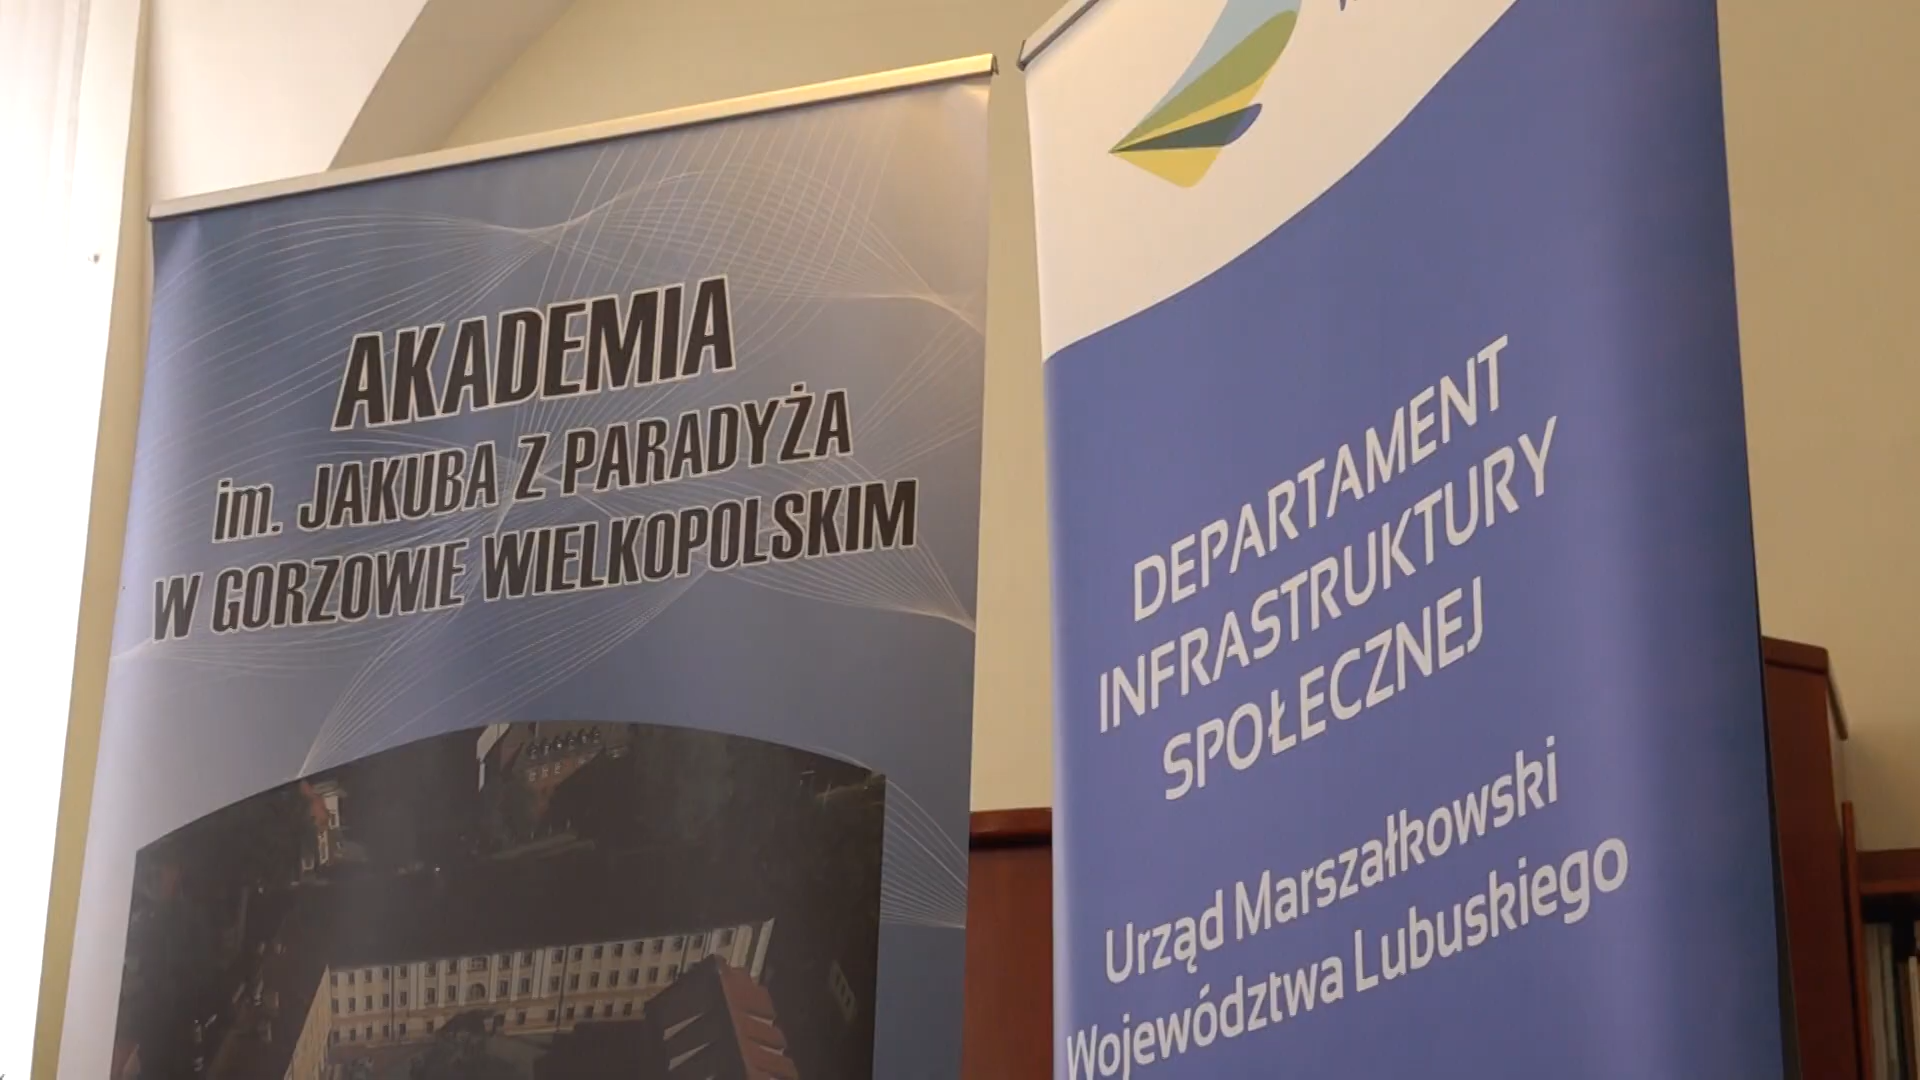 AKADEMIA
im. JAKUBA Z PARADYŻA
W GORZOWIE WIELKOPOLSKIM
DEPARTAMENT
INFRASTRUKTURY
SPOŁECZNEJ
Urząd Marszałkowski
Województwa Lubuskiego